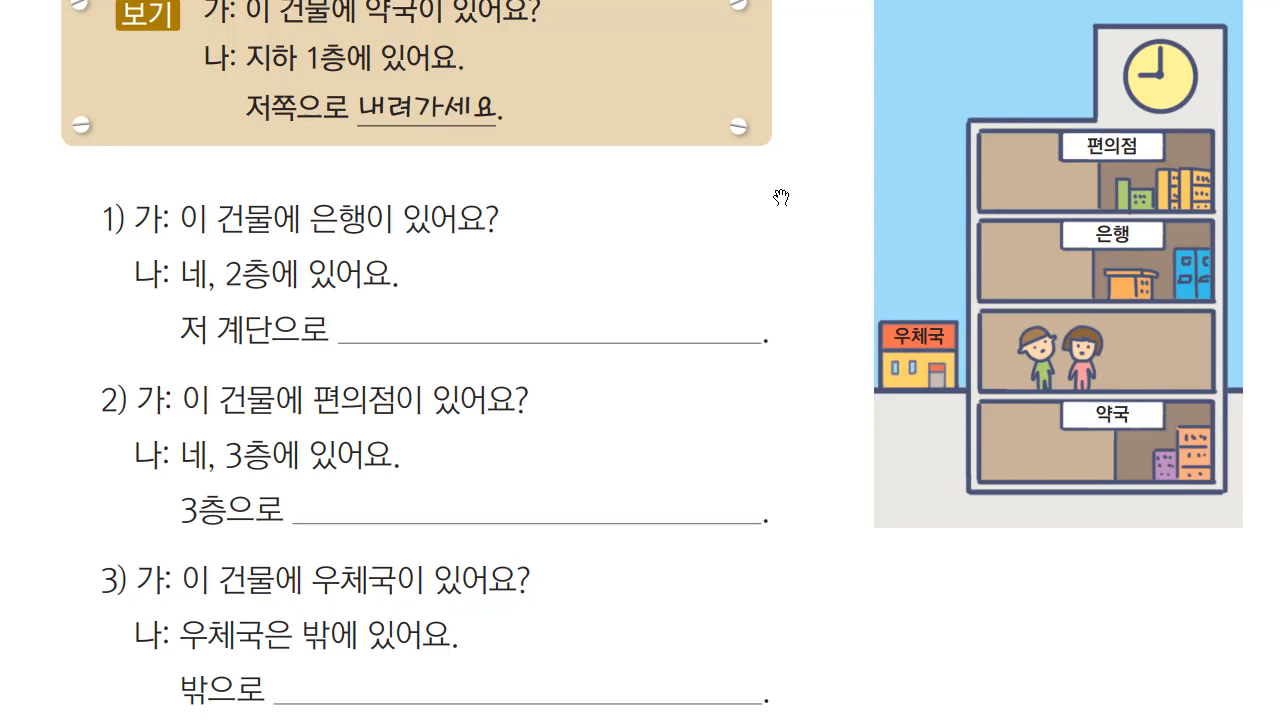 보기
가: 이 건물에 약국이 있어요?
나: 지하 1층에 있어요.
저쪽으로 내려가세요.
1) 가: 이 건물에 은행이 있어요?
나: 네, 2층에 있어요.
저 계단으로 .
2) 가: 이 건물에 편의점이 있어요?
나: 네, 3층에 있어요.
3층으로 .
3) 가: 이 건물에 우체국이 있어요?
나: 우체국은 밖에 있어요.
밖으로 .
편의점
은행
우체국
약국